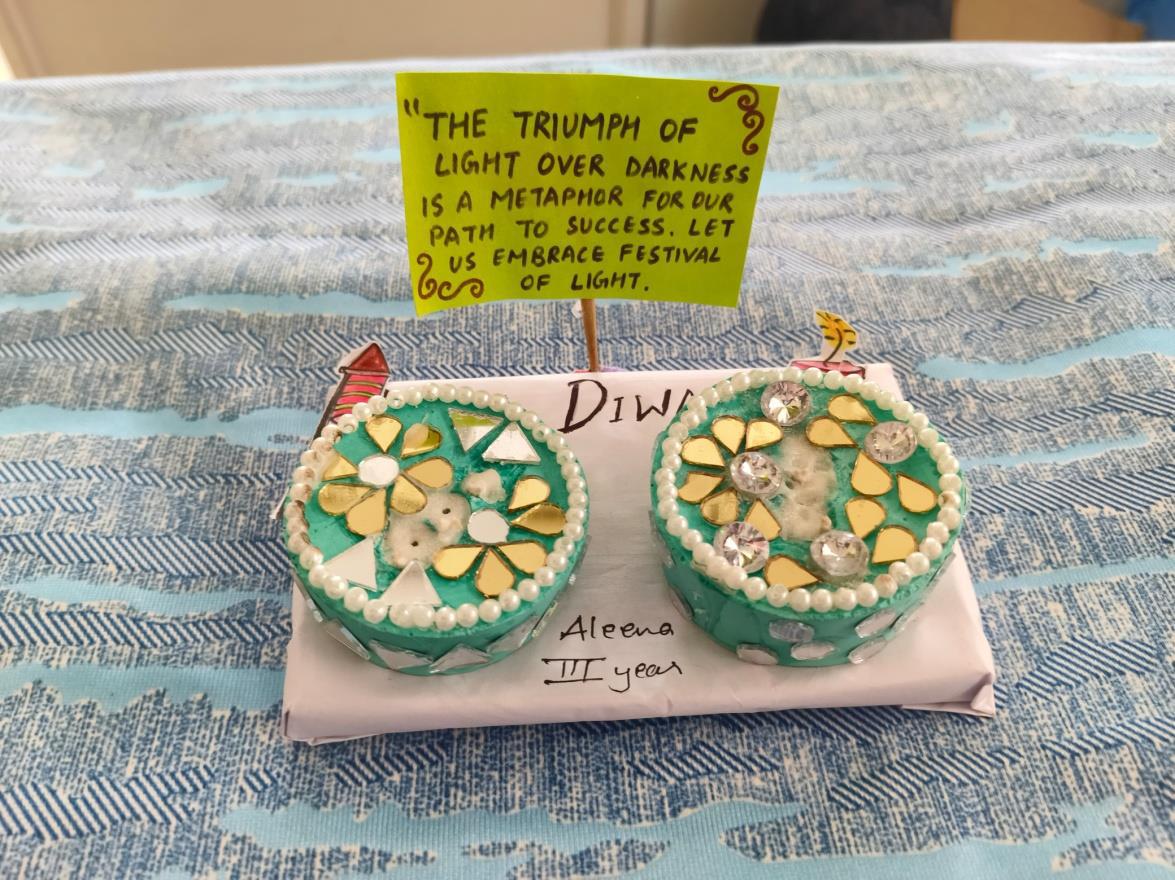 "THE TRIUMPH OF
LIGHT OVER DARKNESS
IS A METAPHOR FOR OUR
PATH TO SUCCESS. LET
US EMBRACE FESTIVAL
OF LIGHT.
DIWA
Aleena
III year